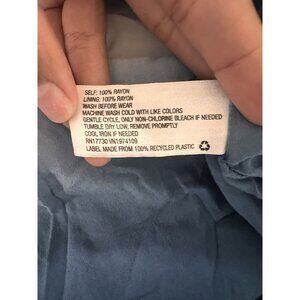 SELF: 100% RAYON
LINING: 100% RAYON
WASH BEFORE WEAR
MACHINE WASH COLD WITH LIKE COLORS
GENTLE CYCLE, ONLY NON-CHLORINE BLEACH IF NEEDED
TUMBLE DRY LOW, REMOVE PROMPTLY
COOL IRON IF NEEDED
RN17730 VN1974109
LABEL MADE FROM 100% RECYCLED PLASTIC